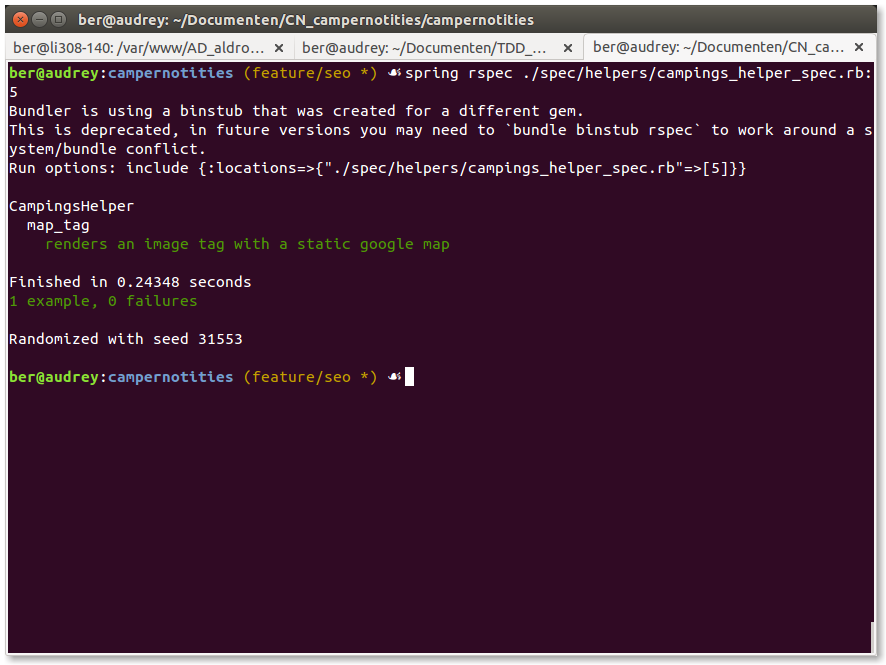 ber@audrey: ~/Documenten/CN_campernotities/campernotities
ber@li308-140: /var/www/AD_aldro... × ber@audrey: ~/Documenten/TDD_... × ber@audrey: ~/Documenten/CN_ca... ×
ber@audrey:campernotities (feature/seo *) ☙spring rspec ./spec/helpers/campings_helper_spec.rb:
5
Bundler is using a binstub that was created for a different gem.
This is deprecated, in future versions you may need to `bundle binstub rspec` to work around a s
ystem/bundle conflict.
Run options: include {:locations=>{"./spec/helpers/campings_helper_spec.rb"=>[5]}}
CampingsHelper
  map_tag
    renders an image tag with a static google map
Finished in 0.24348 seconds
1 example, 0 failures
Randomized with seed 31553
ber@audrey:campernotities (feature/seo *) ☙